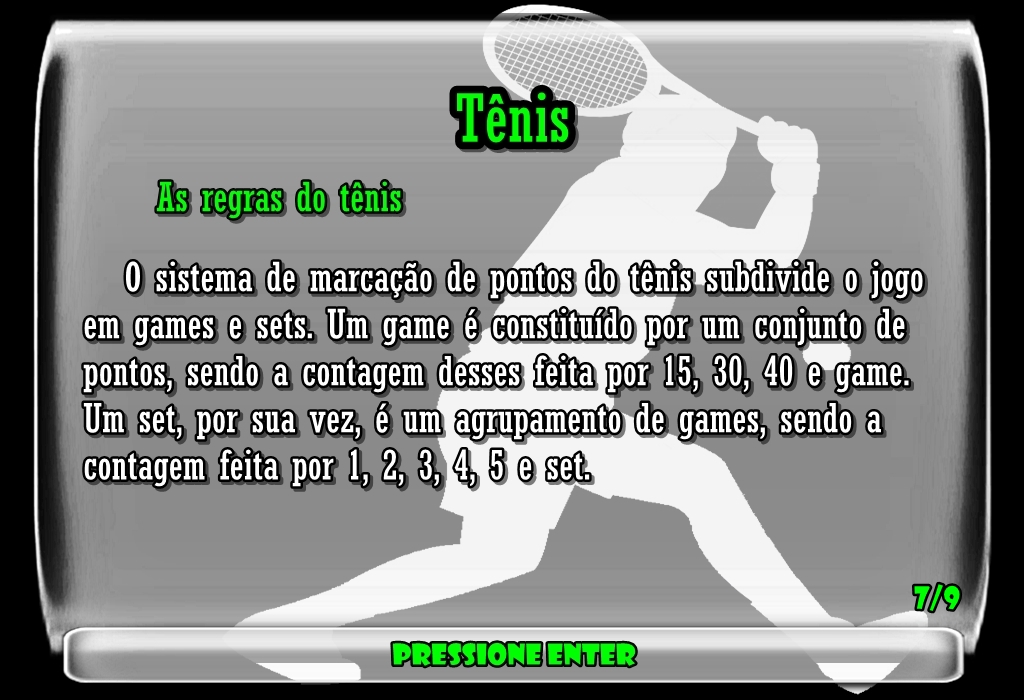 Tênis
As regras do tênis
O sistema de marcação de pontos do tênis subdivide o jogo
em games e sets. Um game é constituído por um conjunto de
pontos, sendo a contagem desses feita por 15, 30, 40 e game.
Um set, por sua vez, é um agrupamento de games, sendo a
contagem feita por 1, 2, 3, 4, 5 e set.
7/9
PRESSIONE ENTER